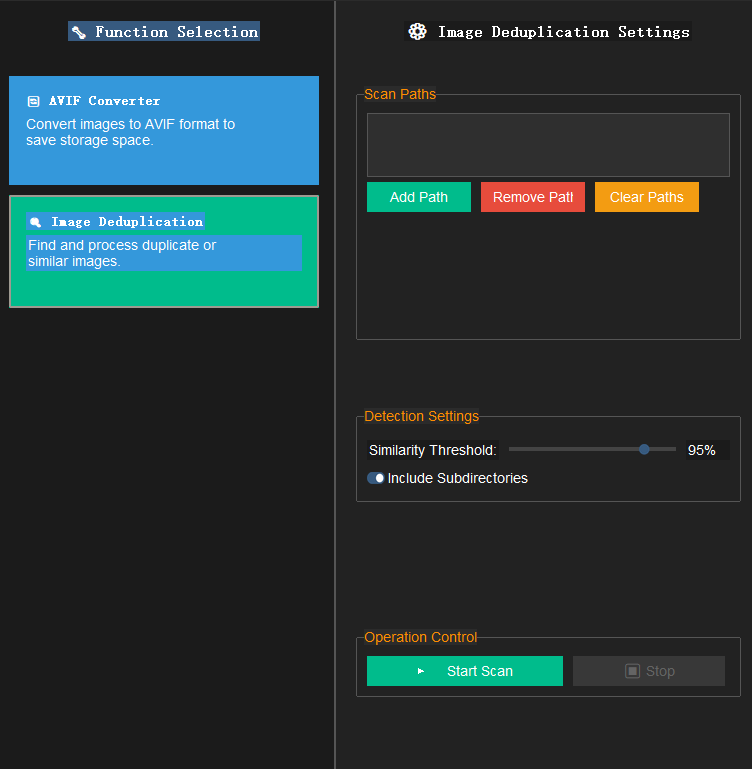 Function Selection
AVIF Converter
Convert images to AVIF format to
save storage space.
Image Deduplication
Find and process duplicate or
similar images.
Image Deduplication Settings
Scan Paths
Add Path
Remove Path
Clear Paths
Detection Settings
Similarity Threshold:
95%
Include Subdirectories
Operation Control
Start Scan
Stop